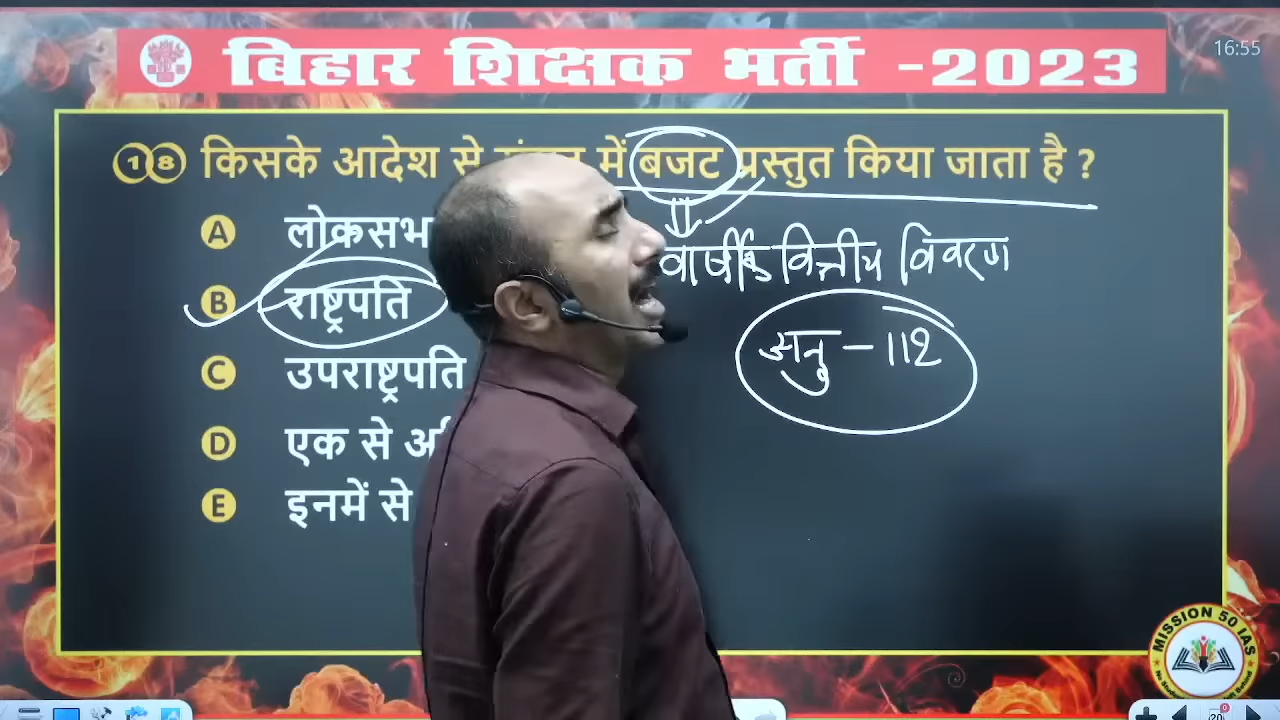 16:55
बिहार शिक्षक भर्ती -2023
18 किसके आदेश से में बजट प्रस्तुत किया जाता है ?
वार्षीक वित्तीय विवरण
अनु - 112
A लोकसभ
B राष्ट्रपति
C उपराष्ट्रपति
D एक से
E इनमें से
MISSION 50 IAS
20